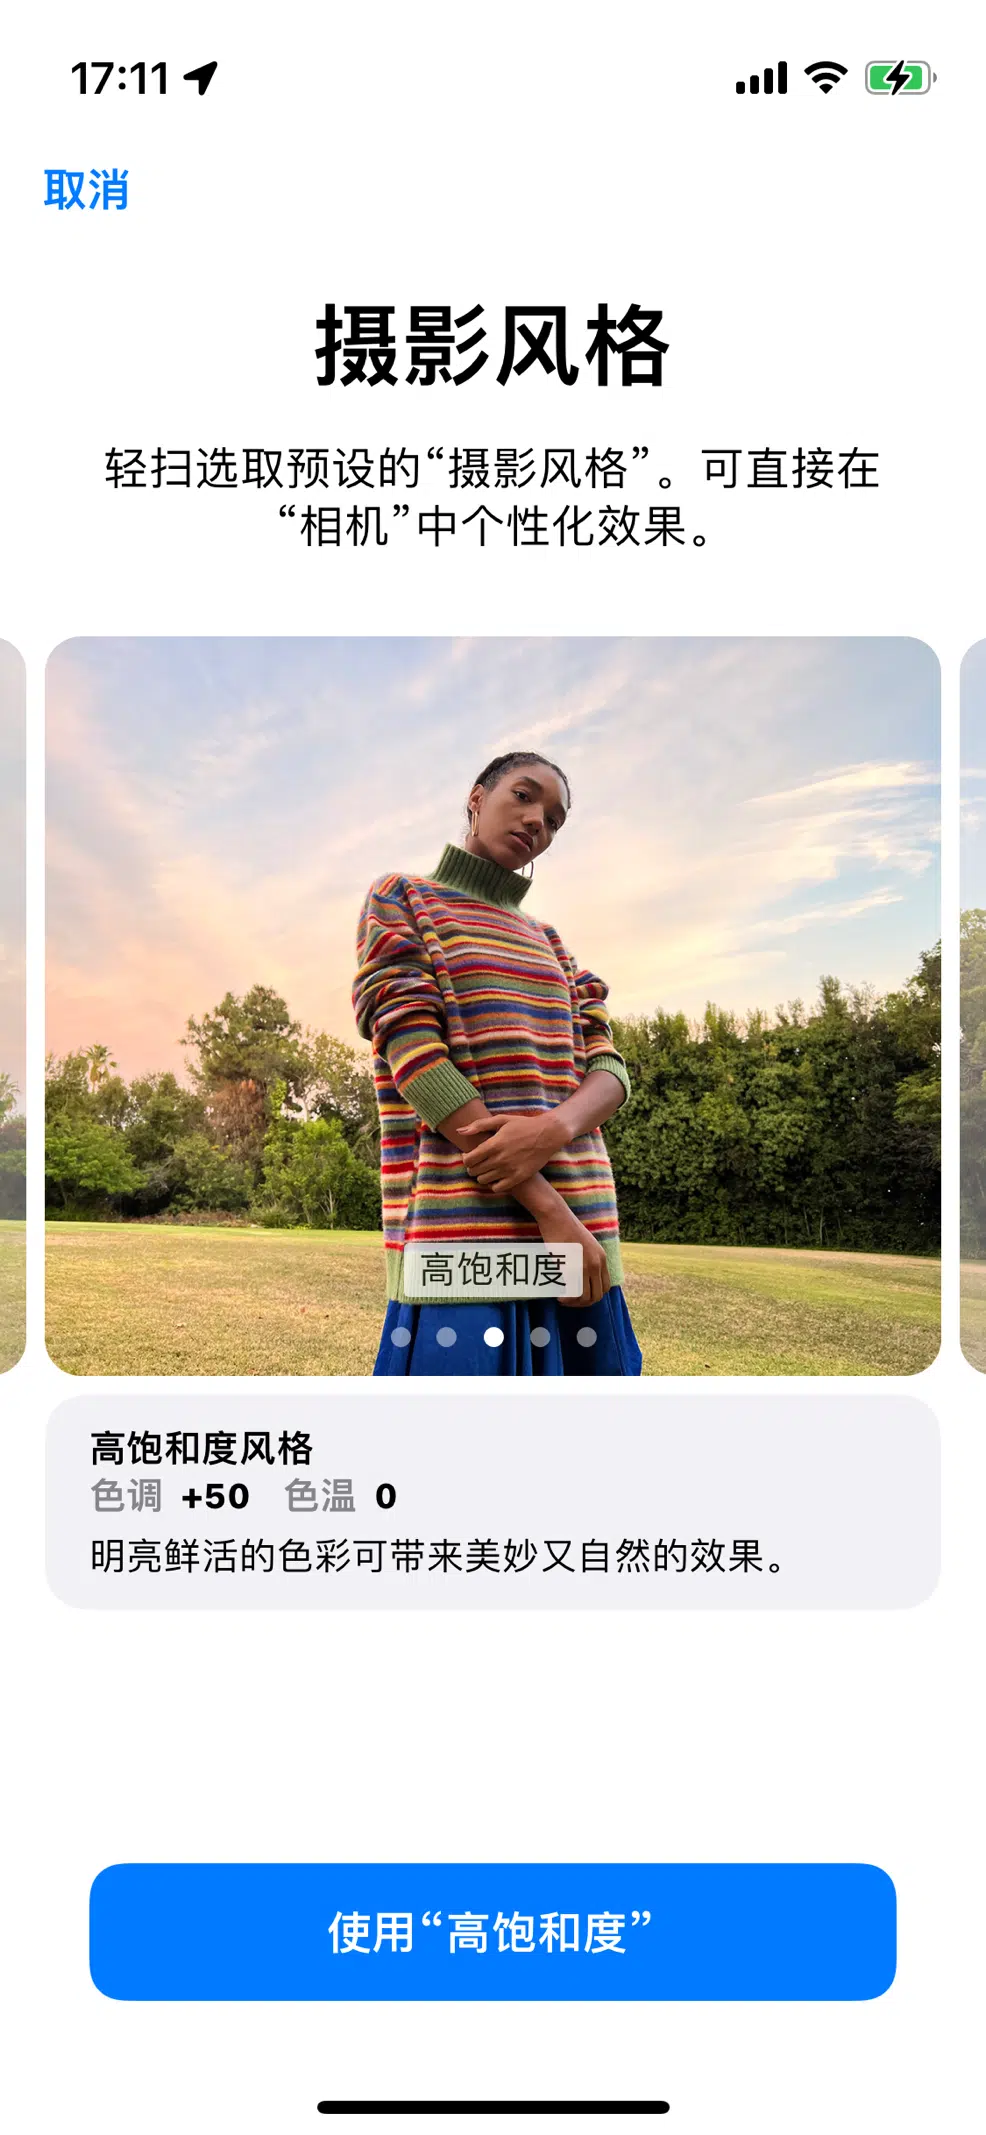 17:11
取消
摄影风格
轻扫选取预设的“摄影风格”。可直接在
“相机”中个性化效果。
高饱和度
高饱和度风格
色调 +50 色温 0
明亮鲜活的色彩可带来美妙又自然的效果。
使用“高饱和度”